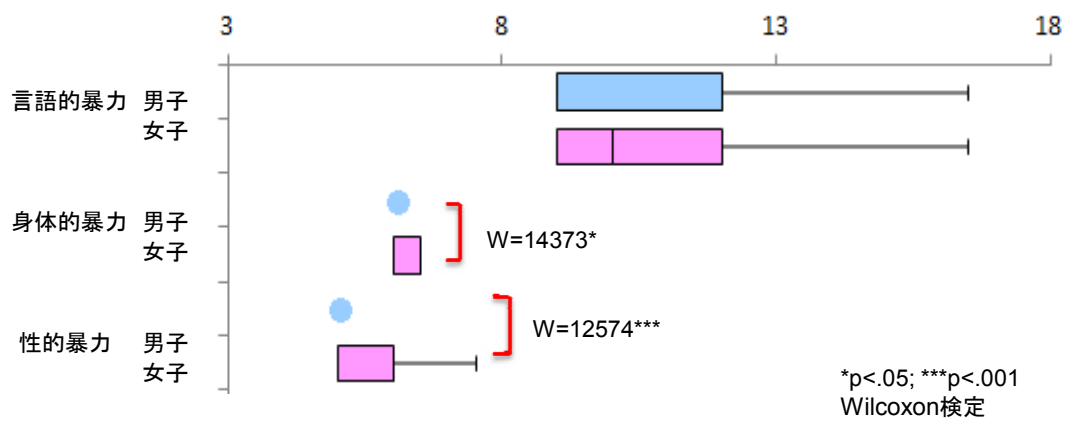 3 8 13 18
言語的暴力 男子
女子
身体的暴力 男子
女子
W=14373*
W=12574***
性的暴力 男子
女子
*p<.05; ***p<.001
Wilcoxon検定